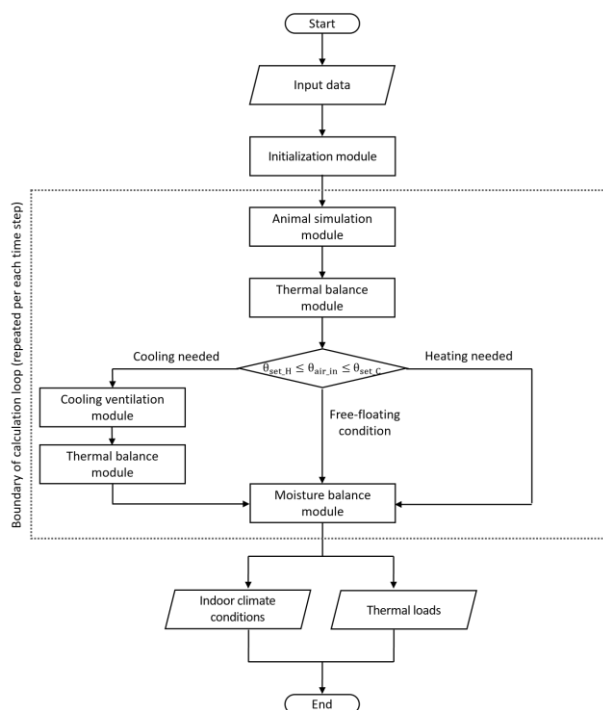 Start
Input data
Initialization module
Boundary of calculation loop (repeated per each time step)
Animal simulation
module
Thermal balance
module
Cooling needed
θset_H ≤ θair_in ≤ θset_C
Heating needed
Cooling ventilation
module
Free-floating
condition
Thermal balance
module
Moisture balance
module
Indoor climate
conditions
Thermal loads
End